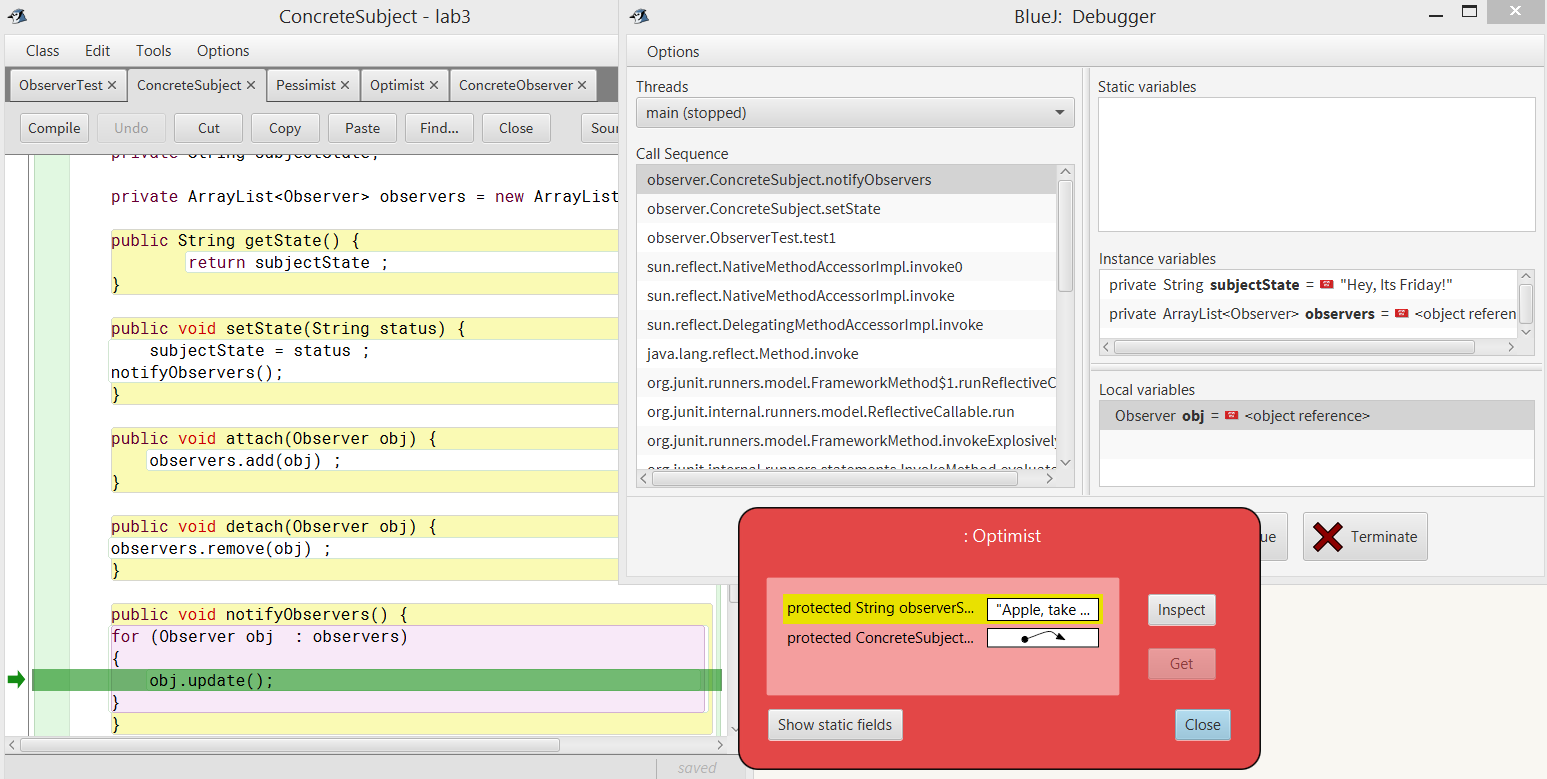 ConcreteSubject - lab3
Class Edit Tools Options
ObserverTest ConcreteSubject Pessimist Optimist ConcreteObserver
Compile Undo Cut Copy Paste Find... Close Sour
private String subjectState;
private ArrayList<Observer> observers = new ArrayList
public String getState() {
return subjectState ;
}
public void setState(String status) {
subjectState = status ;
notifyObservers();
}
public void attach(Observer obj) {
observers.add(obj) ;
}
public void detach(Observer obj) {
observers.remove(obj) ;
}
public void notifyObservers() {
for (Observer obj  : observers)
{
obj.update();
}
}
saved
BlueJ: Debugger
Options
Threads
main (stopped)
Call Sequence
observer.ConcreteSubject.notifyObservers
observer.ConcreteSubject.setState
observer.ObserverTest.test1
sun.reflect.NativeMethodAccessorImpl.invoke0
sun.reflect.NativeMethodAccessorImpl.invoke
sun.reflect.DelegatingMethodAccessorImpl.invoke
java.lang.reflect.Method.invoke
org.junit.runners.model.FrameworkMethod$1.runReflectiveC
org.junit.internal.runners.model.ReflectiveCallable.run
org.junit.runners.model.FrameworkMethod.invokeExplosively
org.junit.internal.runners.statements.InvokeMethod.evaluate
Static variables
Instance variables
private String subjectState = "Hey, Its Friday!"
private ArrayList<Observer> observers = <object referen
Local variables
Observer obj = <object reference>
ue Terminate
: Optimist
protected String observerS... "Apple, take ...
protected ConcreteSubject...
Inspect
Get
Show static fields
Close